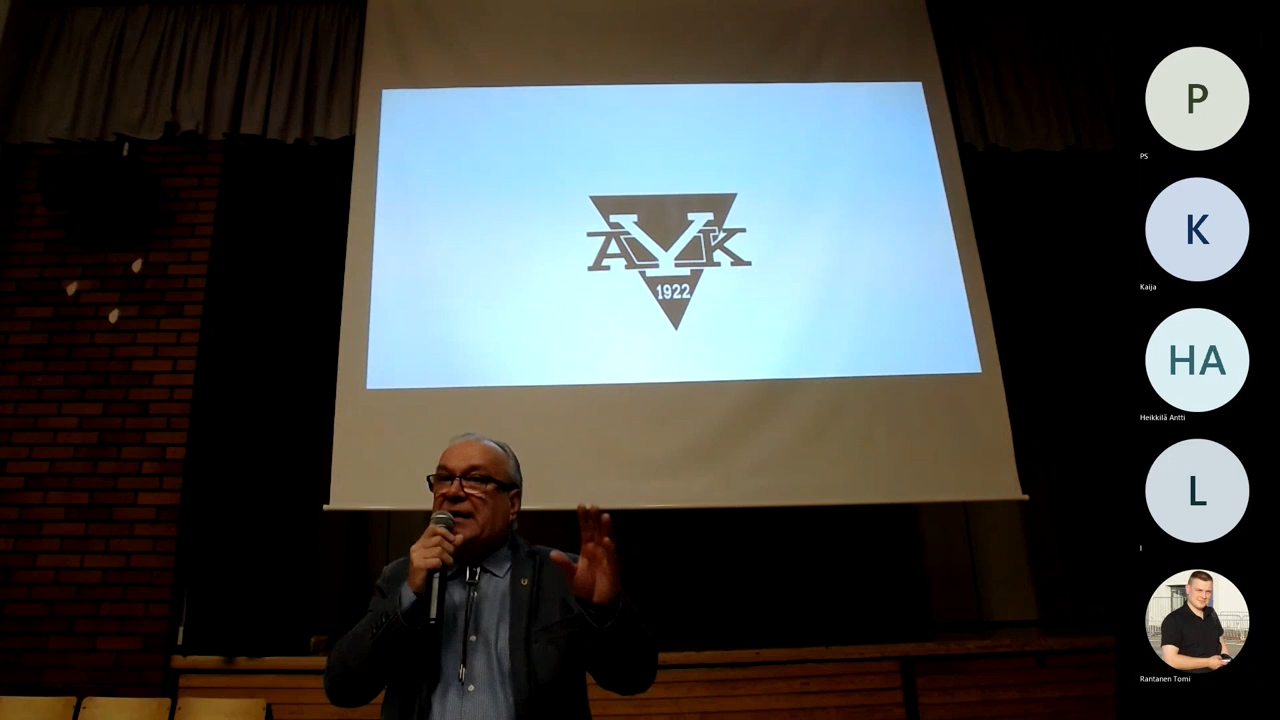 AVK
1922
P
PS
K
Kaija
HA
Heikkilä Antti
L
l
Rantanen Tomi